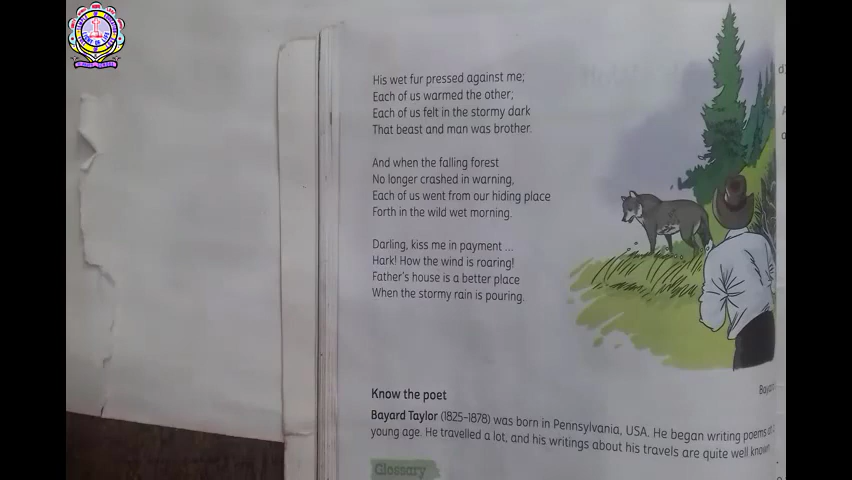 His wet fur pressed against me;
Each of us warmed the other;
Each of us felt in the stormy dark
That beast and man was brother.
And when the falling forest
No longer crashed in warning,
Each of us went from our hiding place
Forth in the wild wet morning.
Darling, kiss me in payment ...
Hark! How the wind is roaring!
Father's house is a better place
When the stormy rain is pouring.
Know the poet
Bayard Taylor (1825-1878) was born in Pennsylvania, USA. He began writing poems
young age. He travelled a lot, and his writings about his travels are quite well known
Glossary